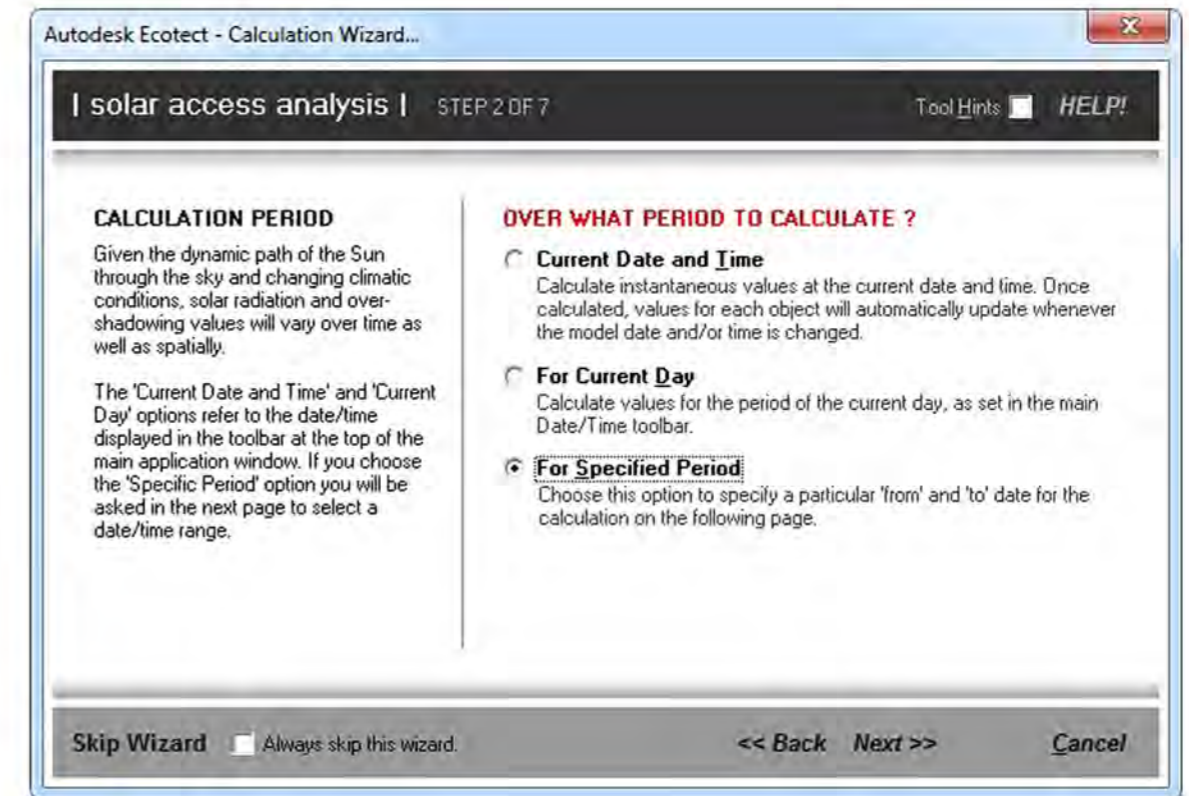 Autodesk Ecotect - Calculation Wizard...
| solar access analysis | STEP 2 OF 7 Tool Hints HELP!
CALCULATION PERIOD
Given the dynamic path of the Sun
through the sky and changing climatic
conditions, solar radiation and over-
shadowing values will vary over time as
well as spatially.
The 'Current Date and Time' and 'Current
Day' options refer to the date/time
displayed in the toolbar at the top of the
main application window. If you choose
the 'Specific Period' option you will be
asked in the next page to select a
date/time range.
OVER WHAT PERIOD TO CALCULATE ?
Current Date and Time
Calculate instantaneous values at the current date and time. Once
calculated, values for each object will automatically update whenever
the model date and/or time is changed.
For Current Day
Calculate values for the period of the current day, as set in the main
Date/Time toolbar.
For Specified Period
Choose this option to specify a particular 'from' and 'to' date for the
calculation on the following page.
Skip Wizard Always skip this wizard. << Back Next >> Cancel